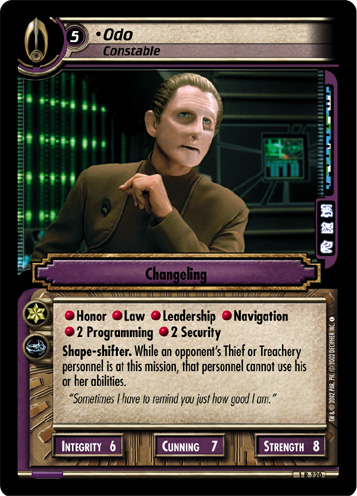 5
•Odo
Constable
Changeling
Honor Law Leadership Navigation
2 Programming 2 Security
Shape-shifter. While an opponent's Thief or Treachery
personnel is at this mission, that personnel cannot use his
or her abilities.
"Sometimes I have to remind you just how good I am."
INTEGRITY 6 CUNNING 7 STRENGTH 8